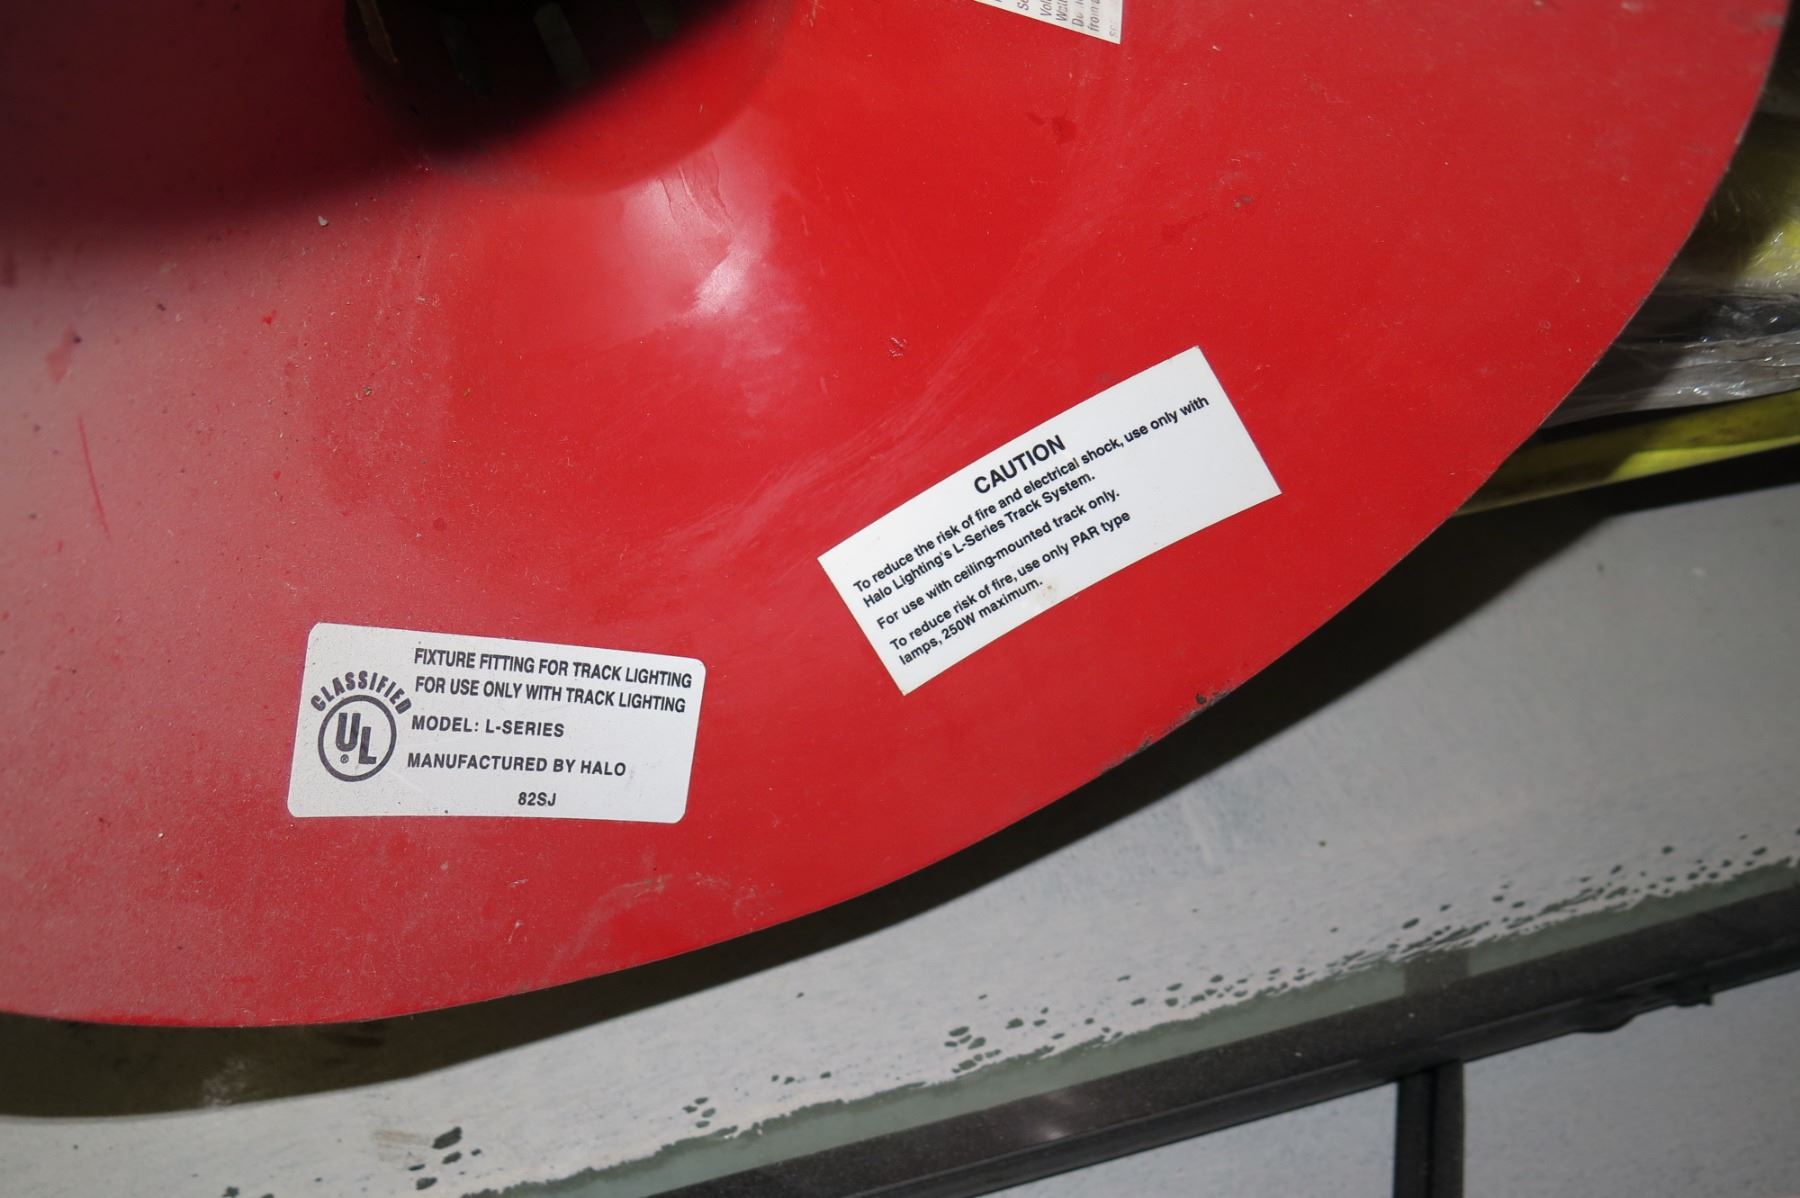 CAUTION
To reduce the risk of fire and electrical shock, use only with
Halo Lighting's L-Series Track System.
For use with ceiling-mounted track only.
To reduce risk of fire, use only PAR type
lamps, 250W maximum.
CLASSIFIED
UL
®
FIXTURE FITTING FOR TRACK LIGHTING
FOR USE ONLY WITH TRACK LIGHTING
MODEL: L-SERIES
MANUFACTURED BY HALO
82SJ